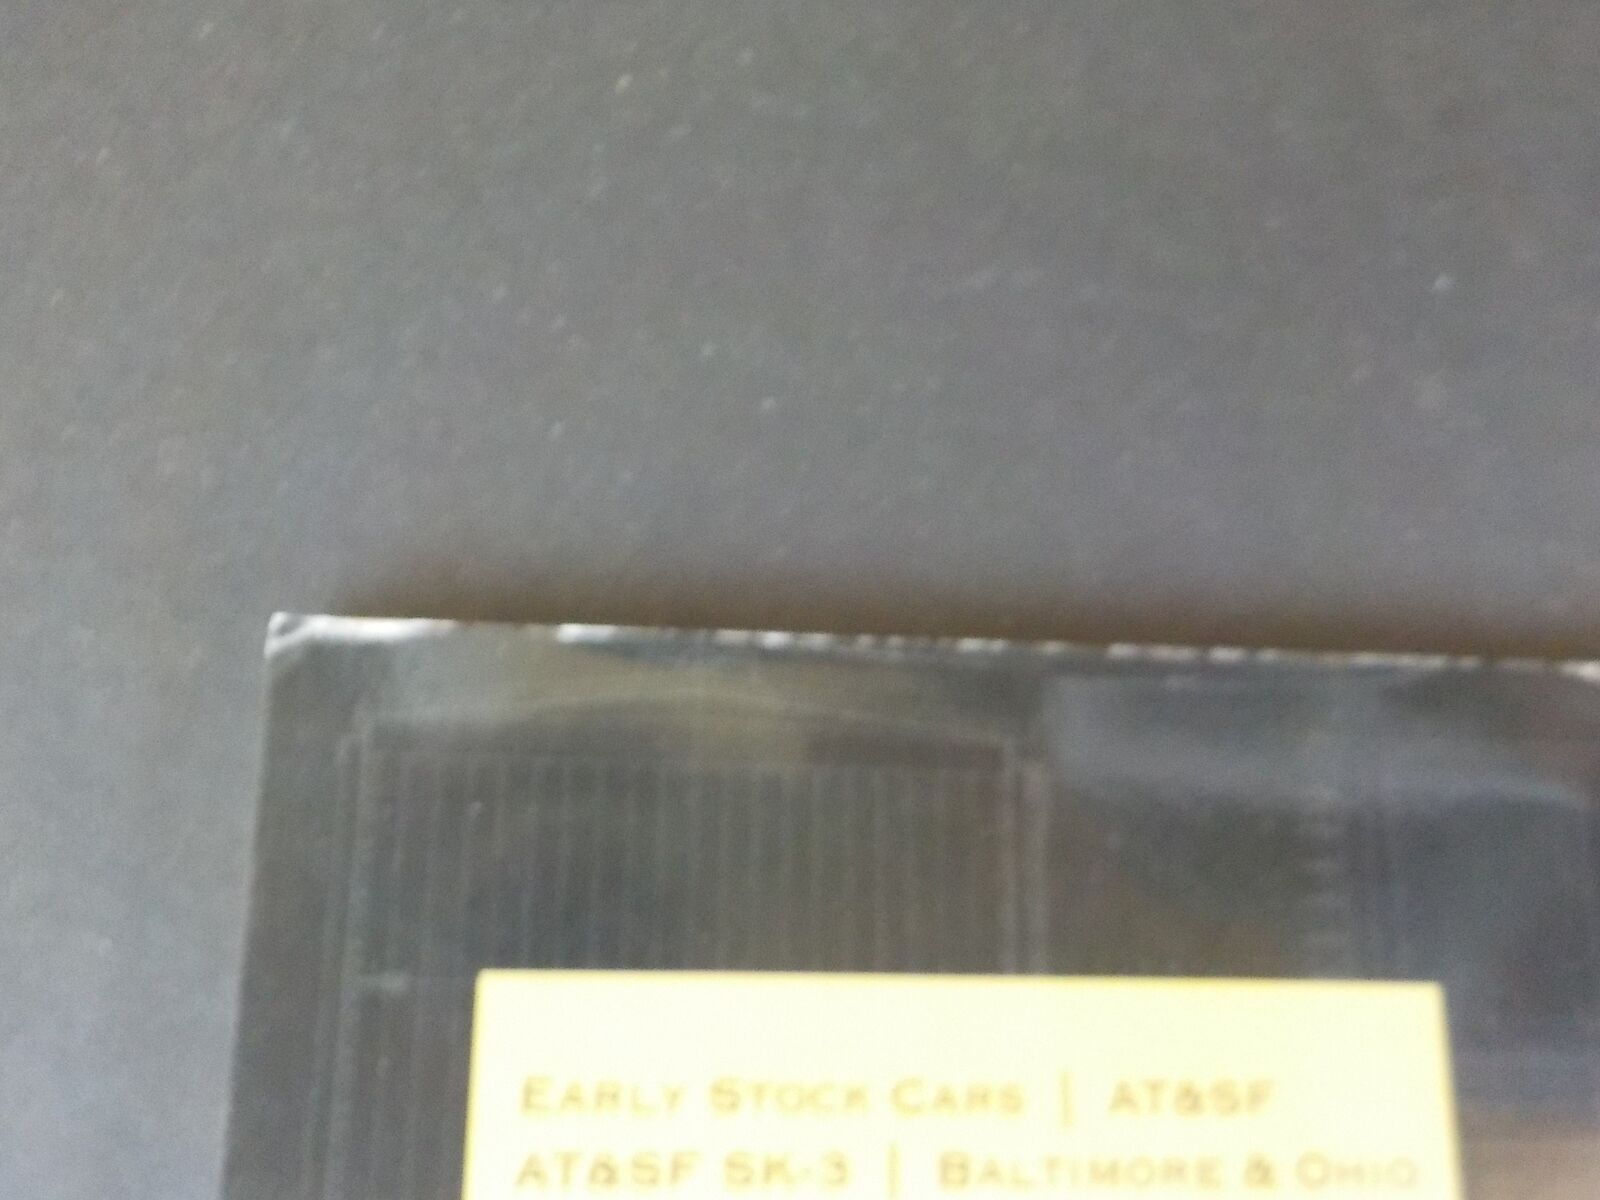 EARLY STOCK CARS | AT&SF
AT&SF SK-3 | BALTIMORE & OHIO